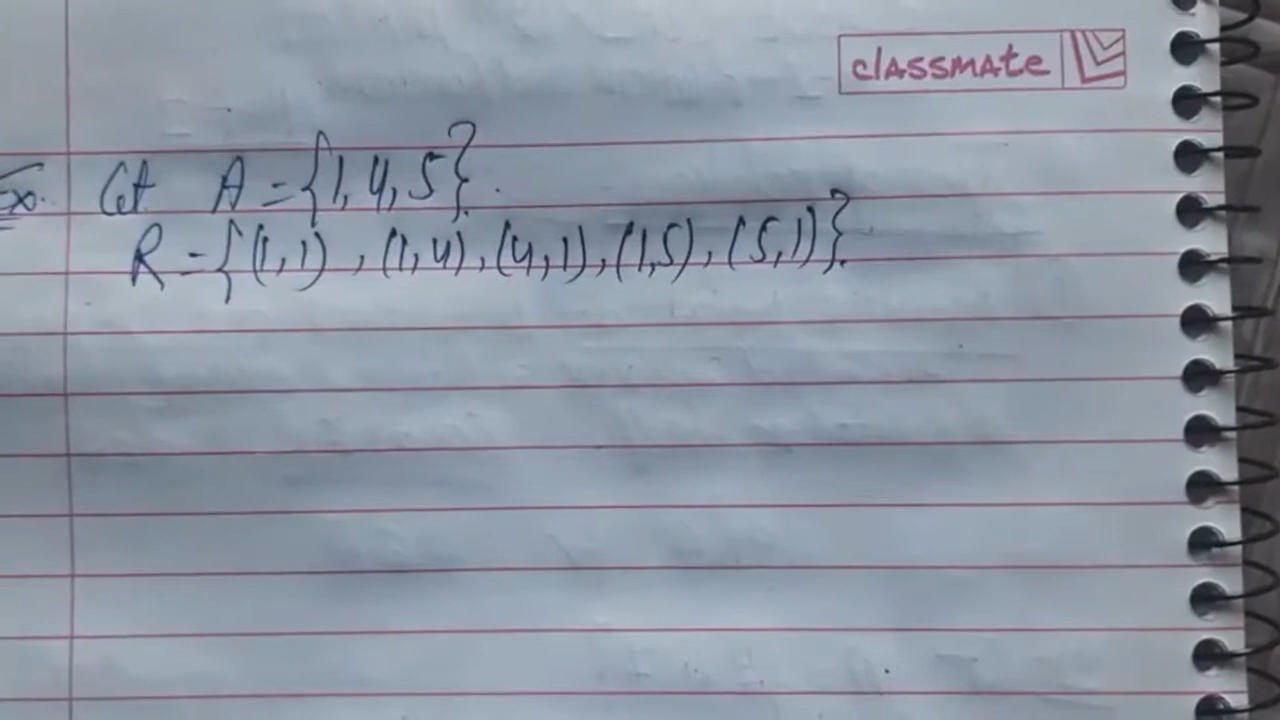 classmate
Ex. Let A = {1, 4, 5}.
R = {(1, 1), (1, 4), (4, 1), (1, 5), (5, 1)}.